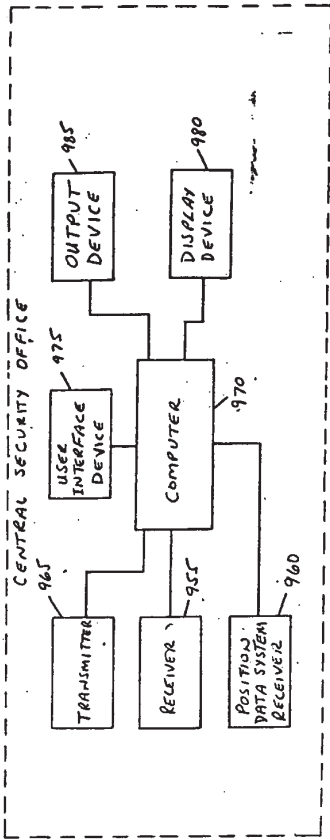 CENTRAL SECURITY OFFICE
965
TRANSMITTER
975
USER
INTERFACE
DEVICE
985
OUTPUT
DEVICE
RECEIVER
955
COMPUTER
970
DISPLAY
DEVICE
980
POSITION
DATA SYSTEM
RECEIVER
960